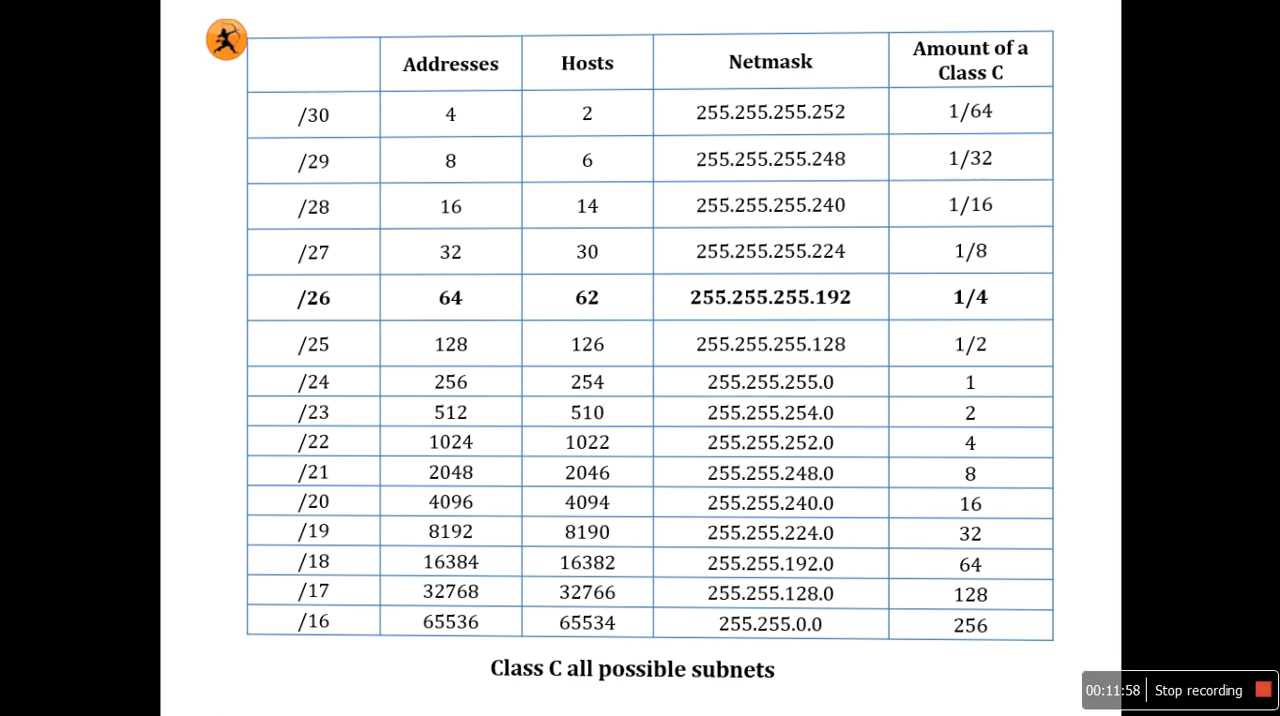 Addresses Hosts Netmask Amount of a Class C
/30 4 2 255.255.255.252 1/64
/29 8 6 255.255.255.248 1/32
/28 16 14 255.255.255.240 1/16
/27 32 30 255.255.255.224 1/8
/26 64 62 255.255.255.192 1/4
/25 128 126 255.255.255.128 1/2
/24 256 254 255.255.255.0 1
/23 512 510 255.255.254.0 2
/22 1024 1022 255.255.252.0 4
/21 2048 2046 255.255.248.0 8
/20 4096 4094 255.255.240.0 16
/19 8192 8190 255.255.224.0 32
/18 16384 16382 255.255.192.0 64
/17 32768 32766 255.255.128.0 128
/16 65536 65534 255.255.0.0 256
Class C all possible subnets
00:11:58 Stop recording